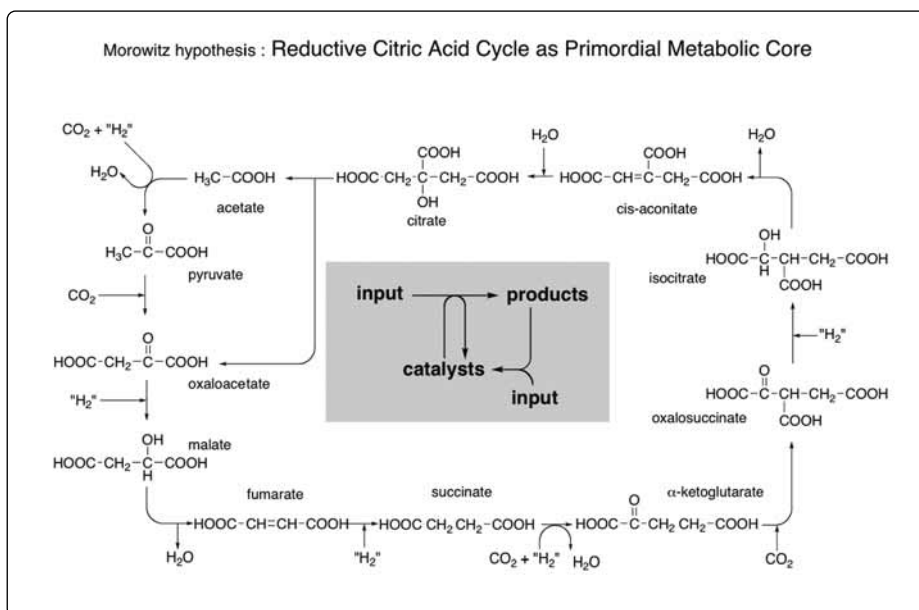 Morowitz hypothesis : Reductive Citric Acid Cycle as Primordial Metabolic Core
CO2 + "H2"
H2O
H3C-COOH
acetate
COOH
HOOC-CH2-C-CH2-COOH
OH
citrate
H2O
COOH
HOOC-CH=C-CH2-COOH
cis-aconitate
H2O
O
H3C-C-COOH
pyruvate
OH
HOOC-C-CH-CH2-COOH
H
COOH
isocitrate
CO2
input
products
catalysts
input
O
HOOC-CH2-C-COOH
oxaloacetate
"H2"
"H2"
O
HOOC-C-CH-CH2-COOH
COOH
oxalosuccinate
malate
OH
HOOC-CH2-C-COOH
H
fumarate
succinate
α-ketoglutarate
HOOC-CH=CH-COOH
HOOC-CH2CH2-COOH
O
HOOC-C-CH2CH2-COOH
H2O
"H2"
CO2 + "H2"
H2O
CO2